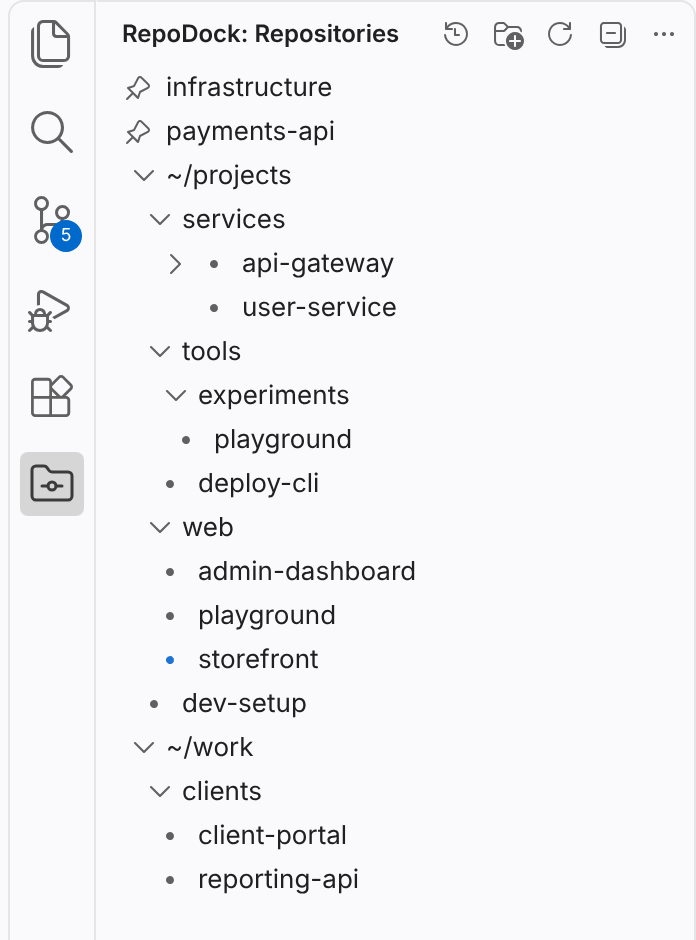 RepoDock: Repositories
infrastructure
payments-api
~/projects
services
5
api-gateway
user-service
tools
experiments
playground
deploy-cli
web
admin-dashboard
playground
storefront
dev-setup
~/work
clients
client-portal
reporting-api